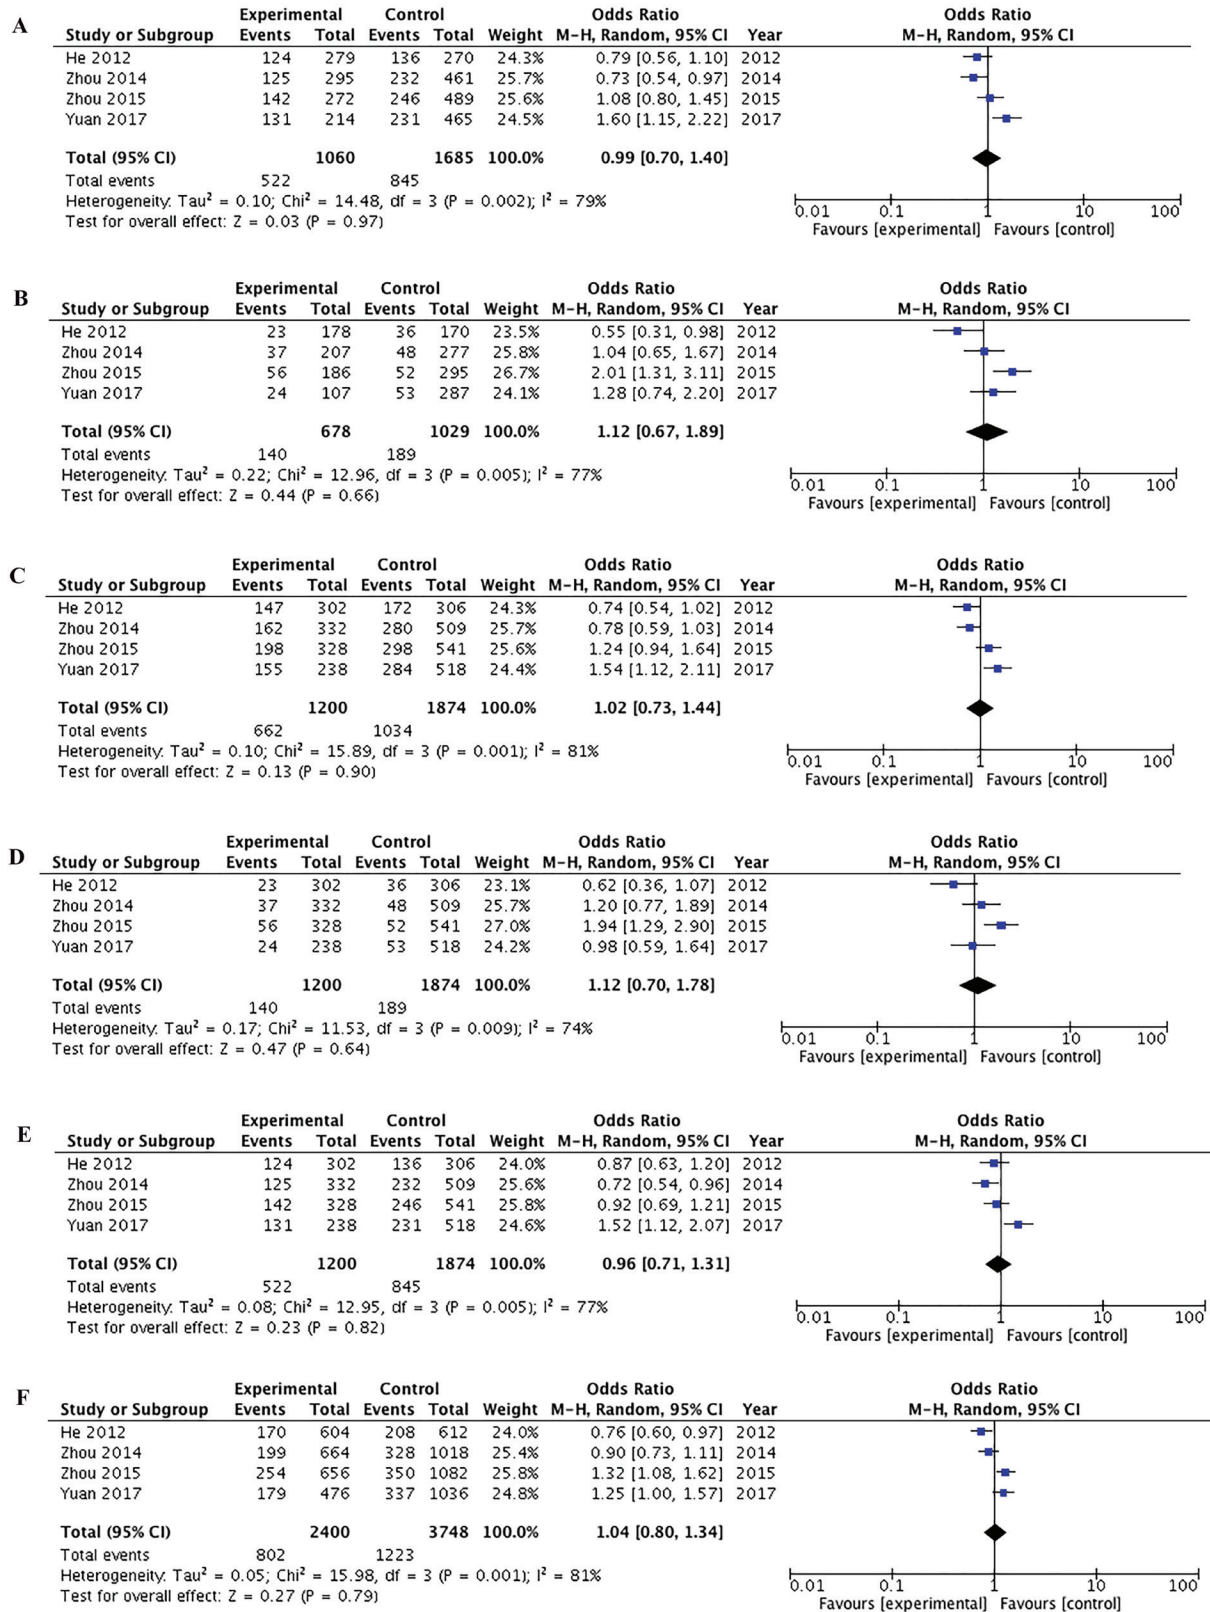 A
Experimental Control Odds Ratio Odds Ratio
Study or Subgroup Events Total Events Total Weight M-H, Random, 95% CI Year M-H, Random, 95% CI
He 2012 124 279 136 270 24.3% 0.79 [0.56, 1.10] 2012
Zhou 2014 125 295 232 461 25.7% 0.73 [0.54, 0.97] 2014
Zhou 2015 142 272 246 489 25.6% 1.08 [0.80, 1.45] 2015
Yuan 2017 131 214 231 465 24.5% 1.60 [1.15, 2.22] 2017
Total (95% CI) 1060 1685 100.0% 0.99 [0.70, 1.40]
Total events 522 845
Heterogeneity: Tau² = 0.10; Chi² = 14.48, df = 3 (P = 0.002); I² = 79%
Test for overall effect: Z = 0.03 (P = 0.97)
0.01 0.1 1 10 100
Favours [experimental] Favours [control]
B
Experimental Control Odds Ratio Odds Ratio
Study or Subgroup Events Total Events Total Weight M-H, Random, 95% CI Year M-H, Random, 95% CI
He 2012 23 178 36 170 23.5% 0.55 [0.31, 0.98] 2012
Zhou 2014 37 207 48 277 25.8% 1.04 [0.65, 1.67] 2014
Zhou 2015 56 186 52 295 26.7% 2.01 [1.31, 3.11] 2015
Yuan 2017 24 107 53 287 24.1% 1.28 [0.74, 2.20] 2017
Total (95% CI) 678 1029 100.0% 1.12 [0.67, 1.89]
Total events 140 189
Heterogeneity: Tau² = 0.22; Chi² = 12.96, df = 3 (P = 0.005); I² = 77%
Test for overall effect: Z = 0.44 (P = 0.66)
0.01 0.1 1 10 100
Favours [experimental] Favours [control]
C
Experimental Control Odds Ratio Odds Ratio
Study or Subgroup Events Total Events Total Weight M-H, Random, 95% CI Year M-H, Random, 95% CI
He 2012 147 302 172 306 24.3% 0.74 [0.54, 1.02] 2012
Zhou 2014 162 332 280 509 25.7% 0.78 [0.59, 1.03] 2014
Zhou 2015 198 328 298 541 25.6% 1.24 [0.94, 1.64] 2015
Yuan 2017 155 238 284 518 24.4% 1.54 [1.12, 2.11] 2017
Total (95% CI) 1200 1874 100.0% 1.02 [0.73, 1.44]
Total events 662 1034
Heterogeneity: Tau² = 0.10; Chi² = 15.89, df = 3 (P = 0.001); I² = 81%
Test for overall effect: Z = 0.13 (P = 0.90)
0.01 0.1 1 10 100
Favours [experimental] Favours [control]
D
Experimental Control Odds Ratio Odds Ratio
Study or Subgroup Events Total Events Total Weight M-H, Random, 95% CI Year M-H, Random, 95% CI
He 2012 23 302 36 306 23.1% 0.62 [0.36, 1.07] 2012
Zhou 2014 37 332 48 509 25.7% 1.20 [0.77, 1.89] 2014
Zhou 2015 56 328 52 541 27.0% 1.94 [1.29, 2.90] 2015
Yuan 2017 24 238 53 518 24.2% 0.98 [0.59, 1.64] 2017
Total (95% CI) 1200 1874 100.0% 1.12 [0.70, 1.78]
Total events 140 189
Heterogeneity: Tau² = 0.17; Chi² = 11.53, df = 3 (P = 0.009); I² = 74%
Test for overall effect: Z = 0.47 (P = 0.64)
0.01 0.1 1 10 100
Favours [experimental] Favours [control]
E
Experimental Control Odds Ratio Odds Ratio
Study or Subgroup Events Total Events Total Weight M-H, Random, 95% CI Year M-H, Random, 95% CI
He 2012 124 302 136 306 24.0% 0.87 [0.63, 1.20] 2012
Zhou 2014 125 332 232 509 25.6% 0.72 [0.54, 0.96] 2014
Zhou 2015 142 328 246 541 25.8% 0.92 [0.69, 1.21] 2015
Yuan 2017 131 238 231 518 24.6% 1.52 [1.12, 2.07] 2017
Total (95% CI) 1200 1874 100.0% 0.96 [0.71, 1.31]
Total events 522 845
Heterogeneity: Tau² = 0.08; Chi² = 12.95, df = 3 (P = 0.005); I² = 77%
Test for overall effect: Z = 0.23 (P = 0.82)
0.01 0.1 1 10 100
Favours [experimental] Favours [control]
F
Experimental Control Odds Ratio Odds Ratio
Study or Subgroup Events Total Events Total Weight M-H, Random, 95% CI Year M-H, Random, 95% CI
He 2012 170 604 208 612 24.0% 0.76 [0.60, 0.97] 2012
Zhou 2014 199 664 328 1018 25.4% 0.90 [0.73, 1.11] 2014
Zhou 2015 254 656 350 1082 25.8% 1.32 [1.08, 1.62] 2015
Yuan 2017 179 476 337 1036 24.8% 1.25 [1.00, 1.57] 2017
Total (95% CI) 2400 3748 100.0% 1.04 [0.80, 1.34]
Total events 802 1223
Heterogeneity: Tau² = 0.05; Chi² = 15.98, df = 3 (P = 0.001); I² = 81%
Test for overall effect: Z = 0.27 (P = 0.79)
0.01 0.1 1 10 100
Favours [experimental] Favours [control]